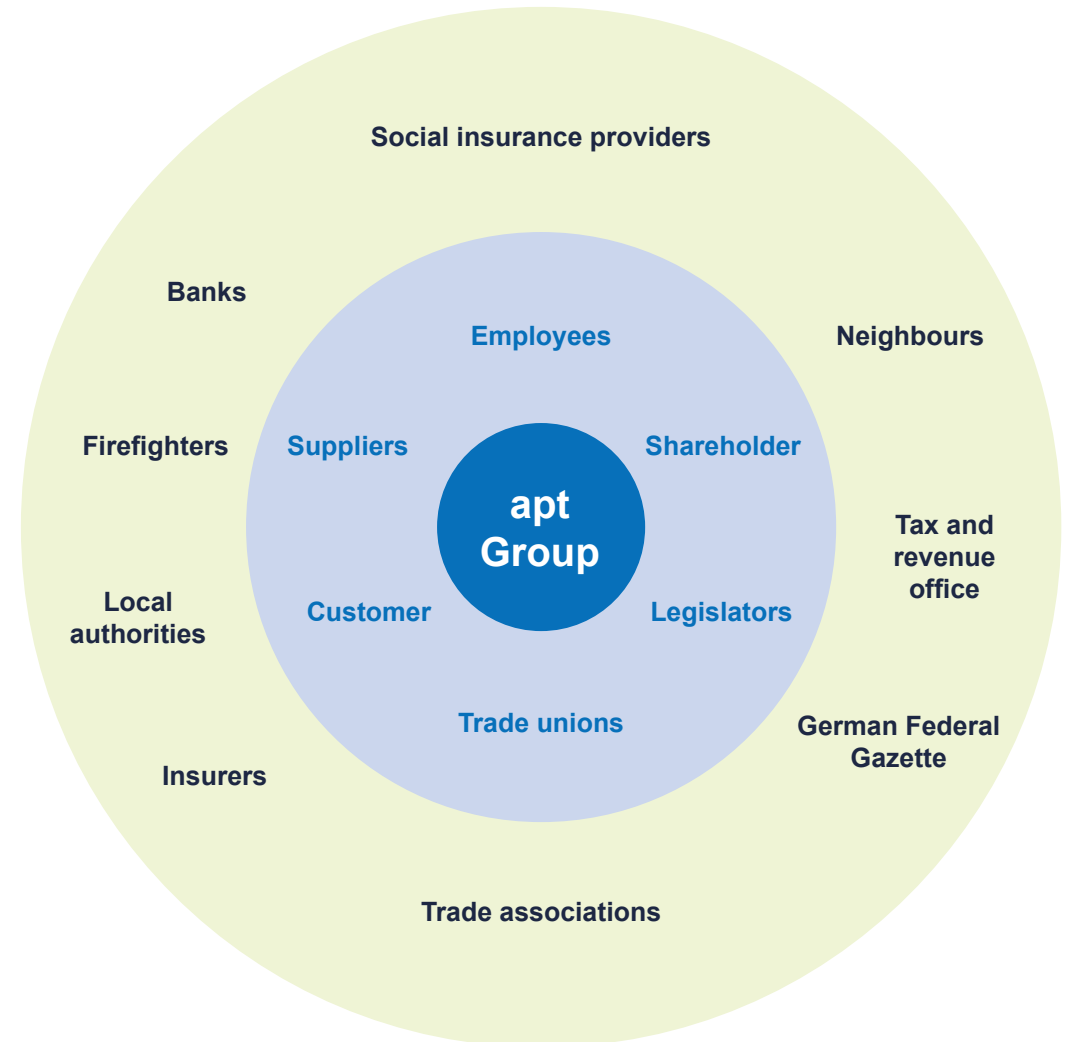 Social insurance providers
Banks
Employees
Neighbours
Firefighters
Suppliers
Shareholder
apt
Group
Tax and
revenue
office
Local
authorities
Customer
Legislators
Trade unions
German Federal
Gazette
Insurers
Trade associations